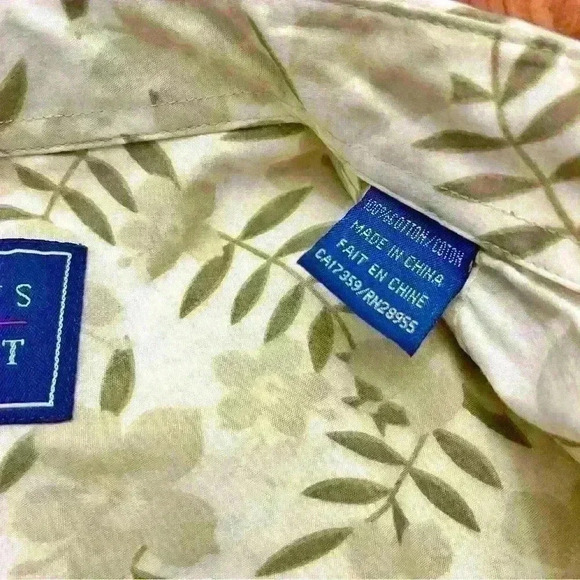 S
T
100% COTTON/COTON
MADE IN CHINA
FAIT EN CHINE
CA17359/RN28955